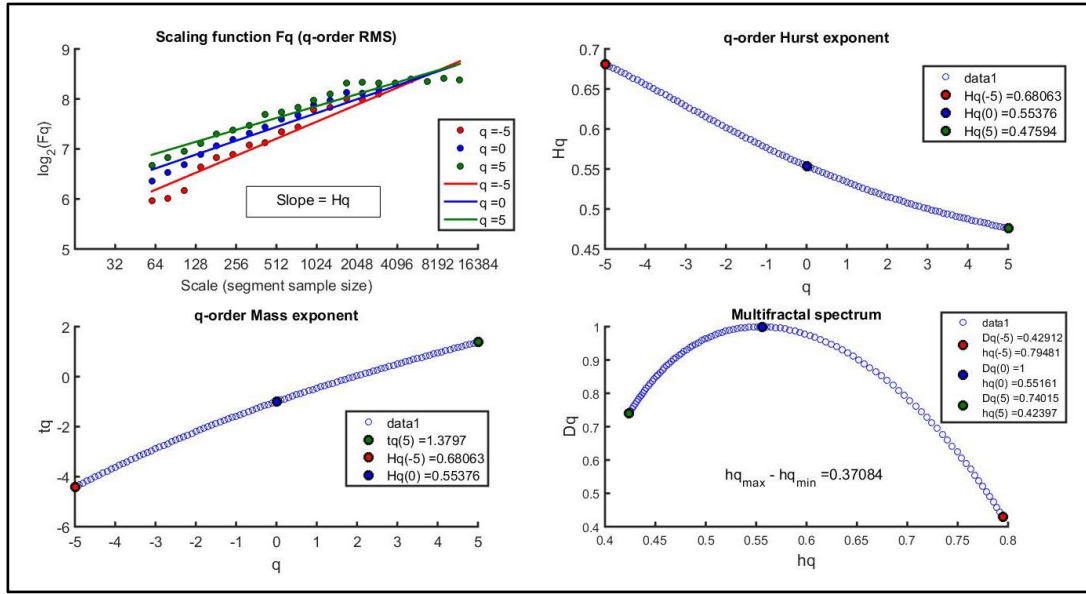 Scaling function Fq (q-order RMS)
9
8
7
6
5
log2(Fq)
q =-5
q =0
q =5
q =-5
q =0
q =5
Slope = Hq
32 64 128 256 512 1024 2048 4096 8192 16384
Scale (segment sample size)
q-order Hurst exponent
0.7
0.65
0.6
0.55
0.5
0.45
Hq
data1
Hq(-5) =0.68063
Hq(0) =0.55376
Hq(5) =0.47594
-5 -4 -3 -2 -1 0 1 2 3 4 5
q
q-order Mass exponent
2
0
-2
-4
-6
tq
data1
tq(5) =1.3797
Hq(-5) =0.68063
Hq(0) =0.55376
-5 -4 -3 -2 -1 0 1 2 3 4 5
q
Multifractal spectrum
1
0.9
0.8
0.7
0.6
0.5
0.4
Dq
data1
Dq(-5) =0.42912
hq(-5) =0.79481
Dq(0) =1
hq(0) =0.55161
Dq(5) =0.74015
hq(5) =0.42397
hqmax - hqmin =0.37084
0.4 0.45 0.5 0.55 0.6 0.65 0.7 0.75 0.8
hq